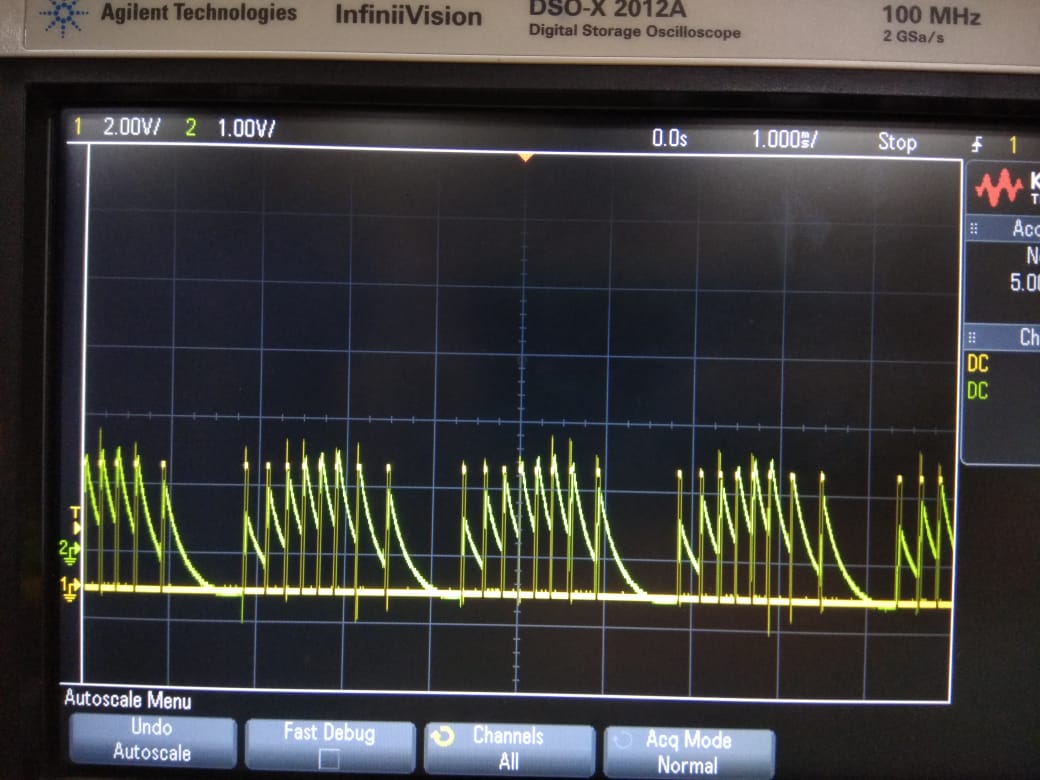 Agilent Technologies InfiniiVision DSO-X 2012A 100 MHz
Digital Storage Oscilloscope 2 GSa/s
1 2.00V/ 2 1.00V/ 0.0s 1.000ms/ Stop 1
K
T
Acc
N
5.00
Ch
DC
DC
T
2
1
Autoscale Menu
Undo Autoscale
Fast Debug
Channels All
Acq Mode Normal